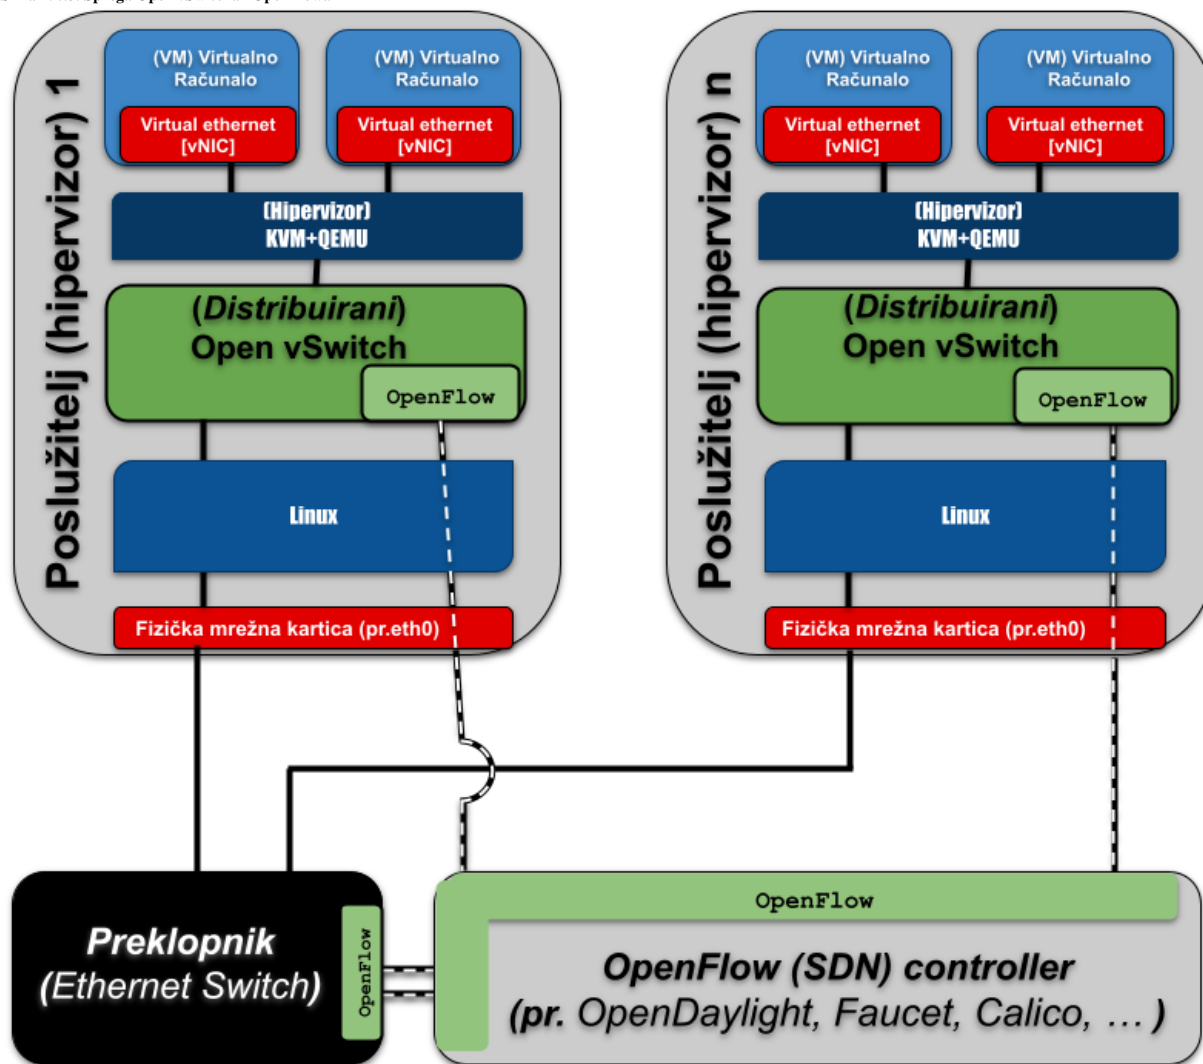 Poslužitelj (hipervizor) 1
(VM) Virtualno
Računalo
Virtual ethernet
[vNIC]
(VM) Virtualno
Računalo
Virtual ethernet
[vNIC]
(Hipervizor)
KVM+QEMU
(Distribuirani)
Open vSwitch
OpenFlow
Linux
Fizička mrežna kartica (pr.eth0)
Poslužitelj (hipervizor) n
(VM) Virtualno
Računalo
Virtual ethernet
[vNIC]
(VM) Virtualno
Računalo
Virtual ethernet
[vNIC]
(Hipervizor)
KVM+QEMU
(Distribuirani)
Open vSwitch
OpenFlow
Linux
Fizička mrežna kartica (pr.eth0)
Preklopnik
(Ethernet Switch)
OpenFlow
OpenFlow
OpenFlow (SDN) controller
(pr. OpenDaylight, Faucet, Calico, … )